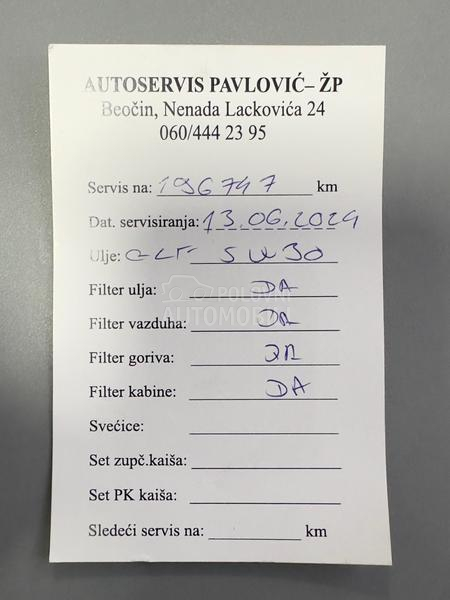 AUTOSERVIS PAVLOVIĆ– ŽP
Beočin, Nenada Lackovića 24
060/444 23 95
Servis na: 196747 km
Dat. servisiranja: 13.06.2024
Ulje: ELF 5W30
Filter ulja: DA
POLOVNI
AUTOMOBILI
Filter vazduha: DA
Filter goriva: DA
Filter kabine: DA
Svećice:
Set zupč.kaiša:
Set PK kaiša:
Sledeći servis na: km